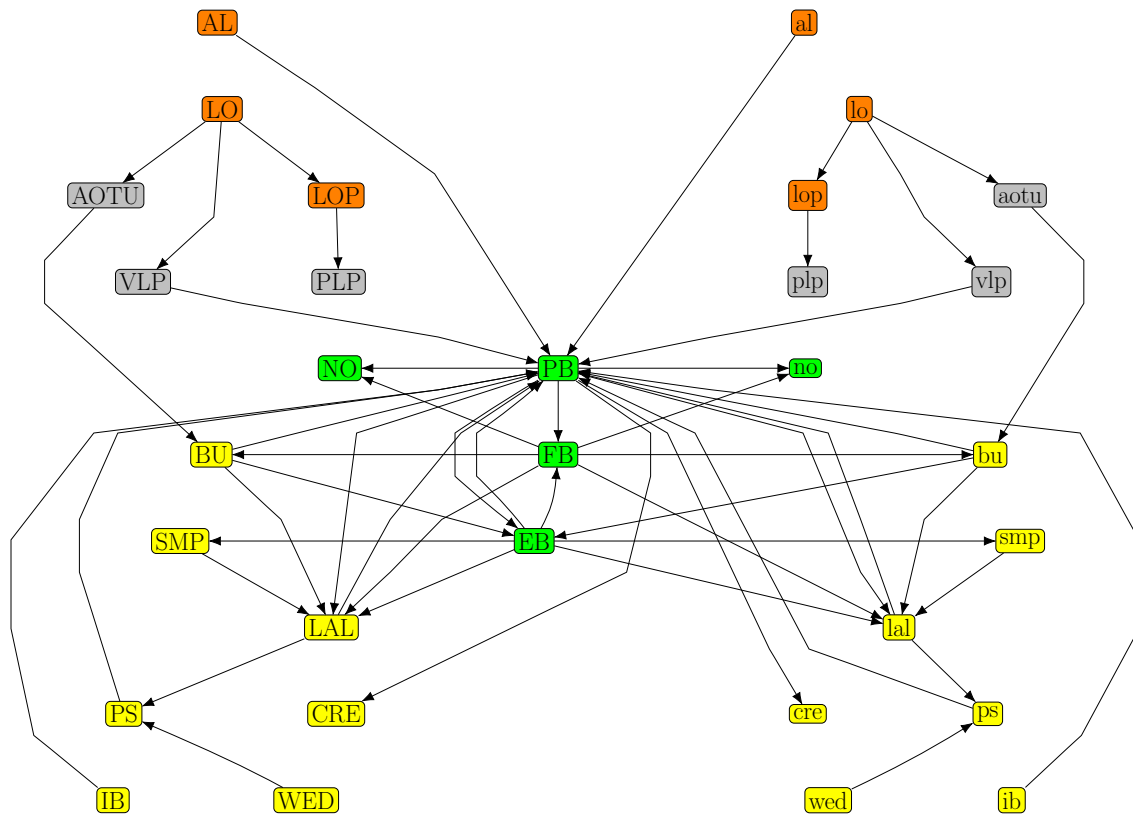 AL al
LO lo
AOTU LOP lop aotu
VLP PLP plp vlp
NO PB no
BU FB bu
SMP EB smp
LAL lal
PS CRE cre ps
IB WED wed ib